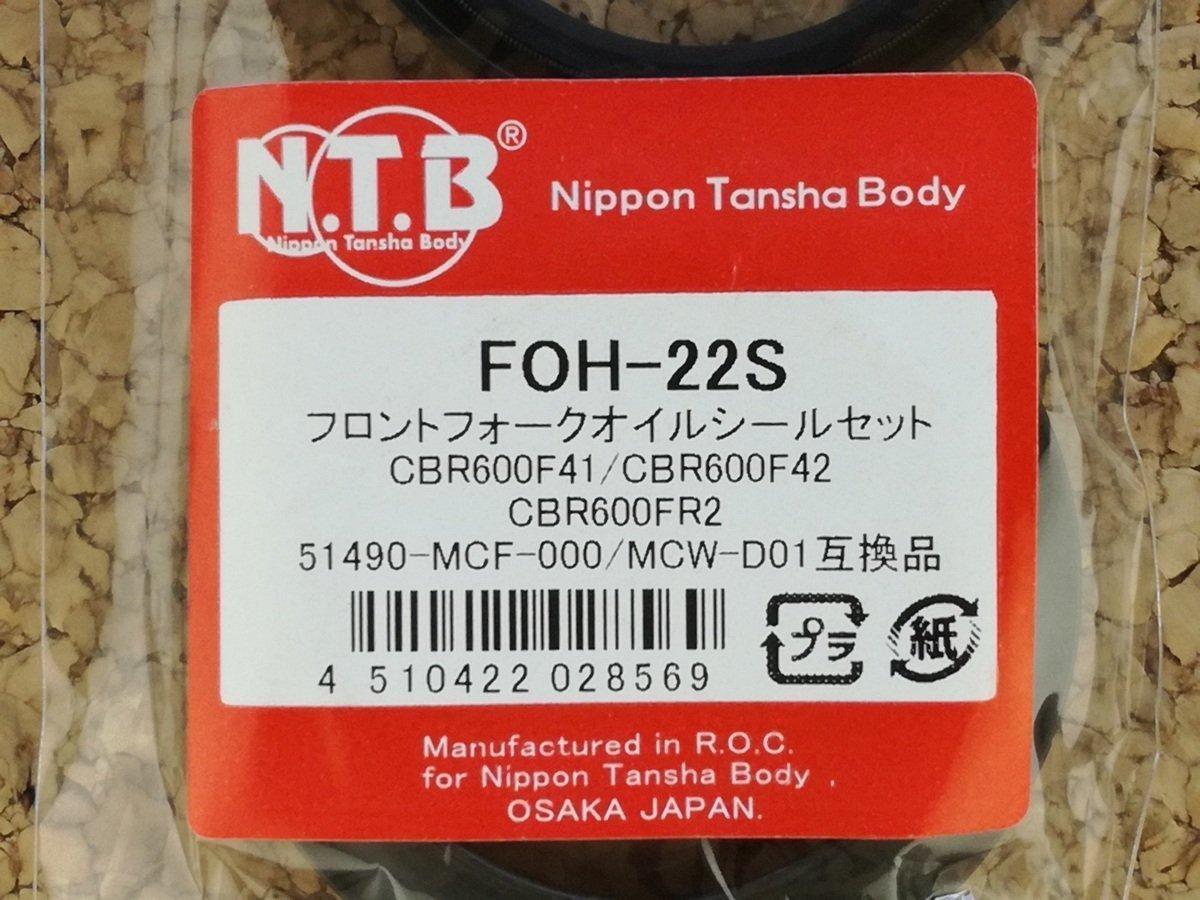 N.T.B®
Nippon Tansha Body
Nippon Tansha Body
FOH-22S
フロントフォークオイルシールセット
CBR600F41/CBR600F42
CBR600FR2
51490-MCF-000/MCW-D01互換品
4 510422 028569
プラ
紙
Manufactured in R.O.C.
for Nippon Tansha Body .
OSAKA JAPAN.